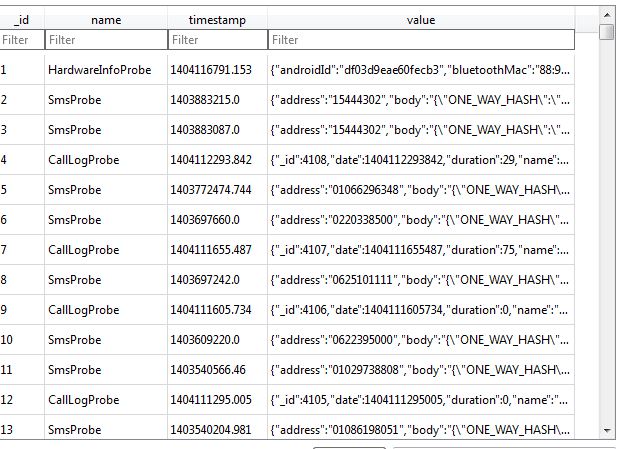 _id name timestamp value
Filter Filter Filter Filter
1 HardwareInfoProbe 1404116791.153 {"androidId":"df03d9eae60fecb3","bluetoothMac":"88:9...
2 SmsProbe 1403883215.0 {"address":"15444302","body":"{\"ONE_WAY_HASH\":\"...
3 SmsProbe 1403883087.0 {"address":"15444302","body":"{\"ONE_WAY_HASH\":\"...
4 CallLogProbe 1404112293.842 {"_id":4108,"date":1404112293842,"duration":29,"name":...
5 SmsProbe 1403772474.744 {"address":"01066296348","body":"{\"ONE_WAY_HASH\...
6 SmsProbe 1403697660.0 {"address":"0220338500","body":"{\"ONE_WAY_HASH\"...
7 CallLogProbe 1404111655.487 {"_id":4107,"date":1404111655487,"duration":75,"name":...
8 SmsProbe 1403697242.0 {"address":"0625101111","body":"{\"ONE_WAY_HASH\"...
9 CallLogProbe 1404111605.734 {"_id":4106,"date":1404111605734,"duration":0,"name":"...
10 SmsProbe 1403609220.0 {"address":"0622395000","body":"{\"ONE_WAY_HASH\"...
11 SmsProbe 1403540566.46 {"address":"01029738808","body":"{\"ONE_WAY_HASH\...
12 CallLogProbe 1404111295.005 {"_id":4105,"date":1404111295005,"duration":0,"name":"...
13 SmsProbe 1403540204.981 {"address":"01086198051","body":"{\"ONE_WAY_HASH\...